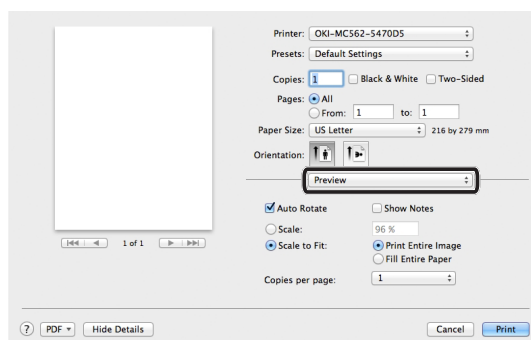 Printer: OKI-MC562-5470D5
Presets: Default Settings
Copies: 1 Black & White Two-Sided
Pages: All
From: 1 to: 1
Paper Size: US Letter 216 by 279 mm
Orientation:
Preview
Auto Rotate Show Notes
Scale: 96 %
Scale to Fit: Print Entire Image
Fill Entire Paper
Copies per page: 1
1 of 1
? PDF Hide Details Cancel Print